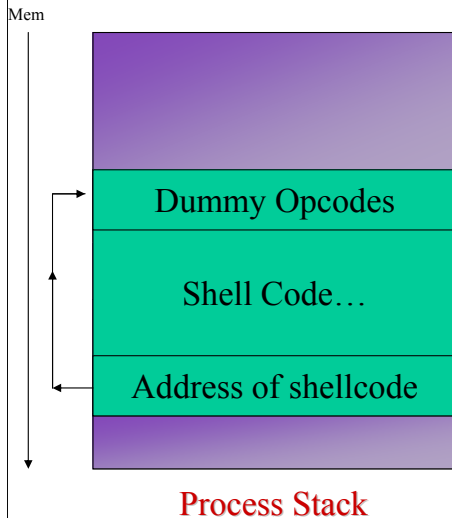 Mem
Dummy Opcodes
Shell Code…
Address of shellcode
Process Stack